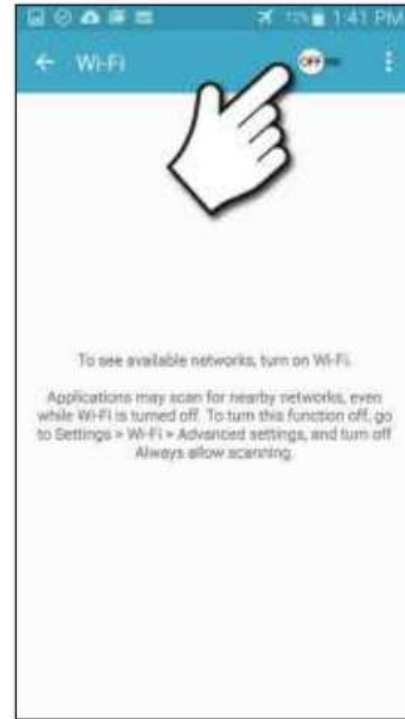 1:41 PM
Wi-Fi
OFF
To see available networks, turn on Wi-Fi.
Applications may scan for nearby networks, even
while Wi-Fi is turned off. To turn this function off, go
to Settings > Wi-Fi > Advanced settings, and turn off
Always allow scanning.